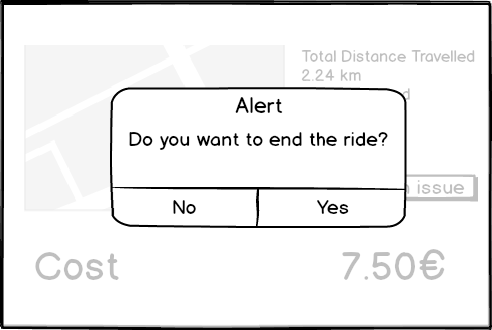 Total Distance Travelled
2.24 km
Alert
Do you want to end the ride?
issue
No
Yes
Cost
7.50€